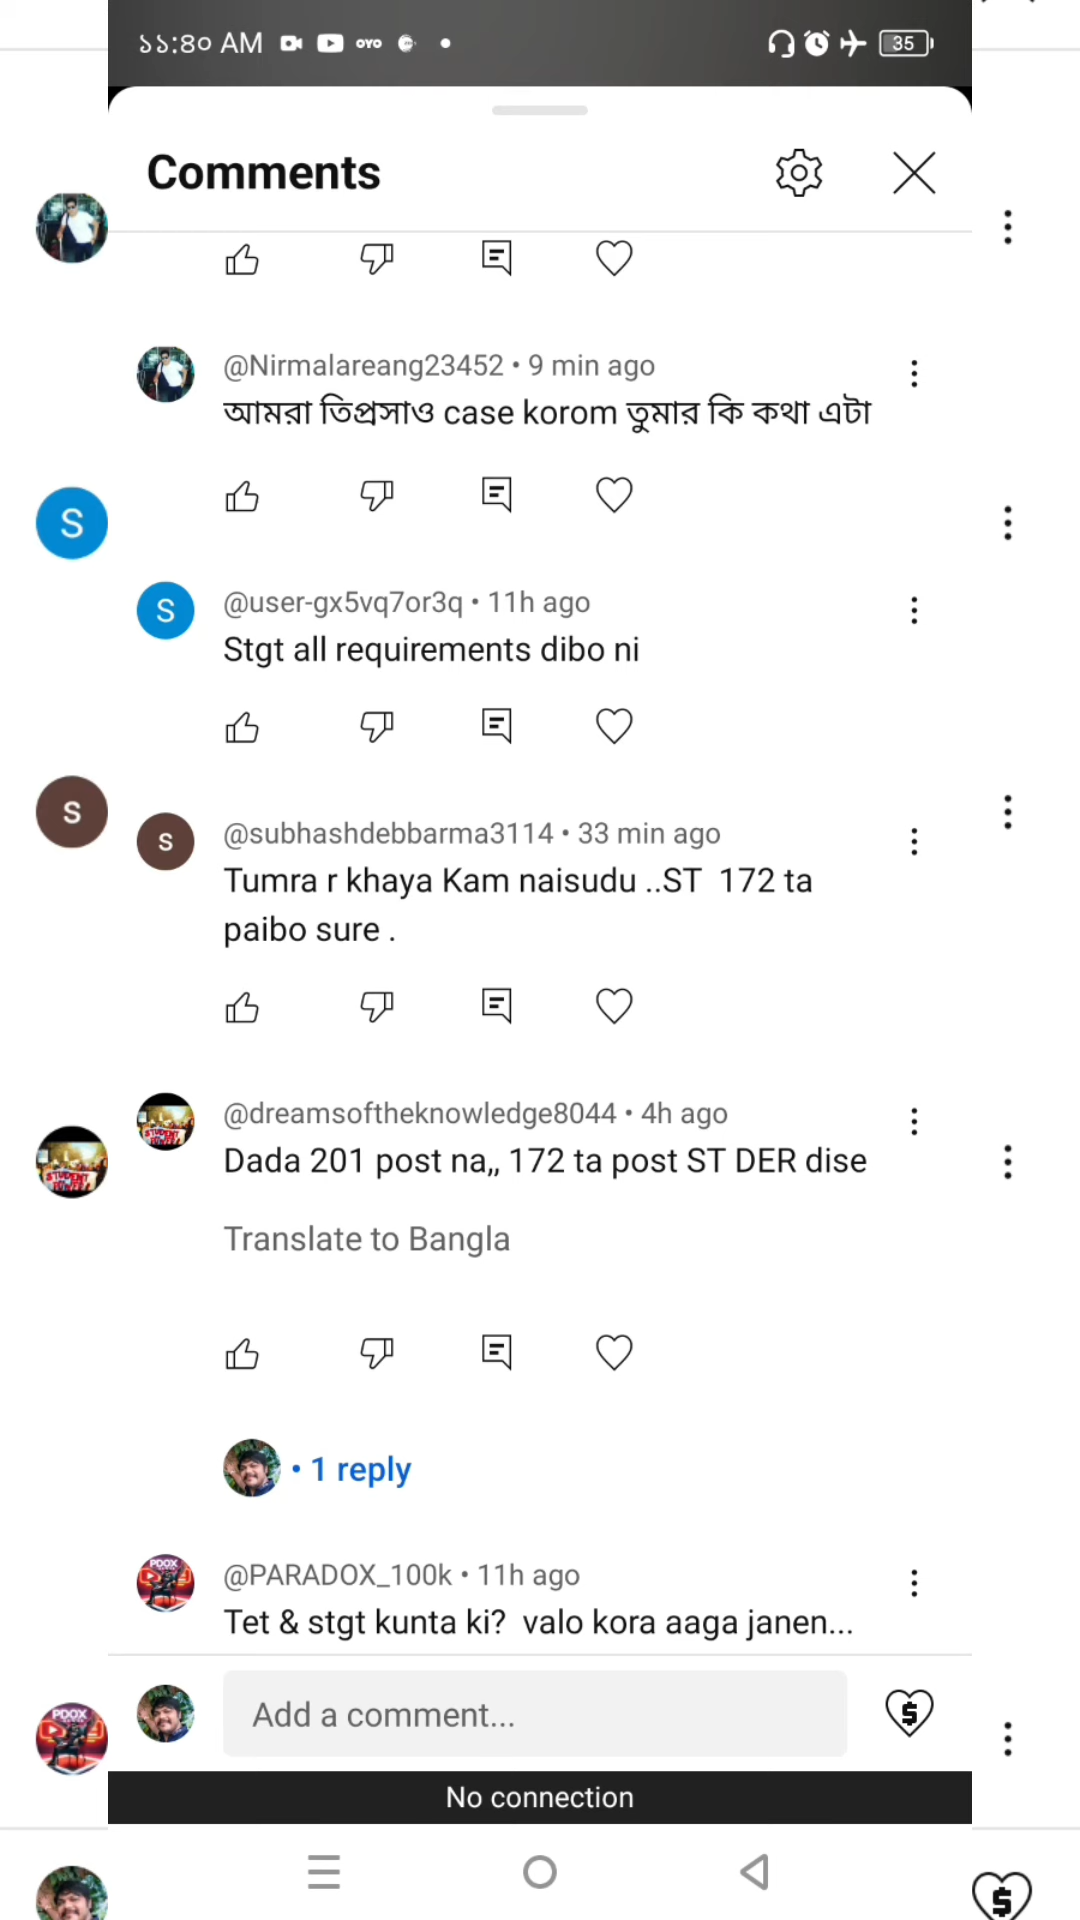 ১১:৪০ AM OYO 35
Comments
@Nirmalareang23452 • 9 min ago
আমরা তিপ্রসাও case korom তুমার কি কথা এটা
S
S
@user-gx5vq7or3q • 11h ago
Stgt all requirements dibo ni
S
S
@subhashdebbarma3114 • 33 min ago
Tumra r khaya Kam naisudu ..ST 172 ta
paibo sure .
@dreamsoftheknowledge8044 • 4h ago
Dada 201 post na,, 172 ta post ST DER dise
Translate to Bangla
• 1 reply
@PARADOX_100k • 11h ago
Tet & stgt kunta ki? valo kora aaga janen...
PDOX
PDOX
Add a comment...
No connection